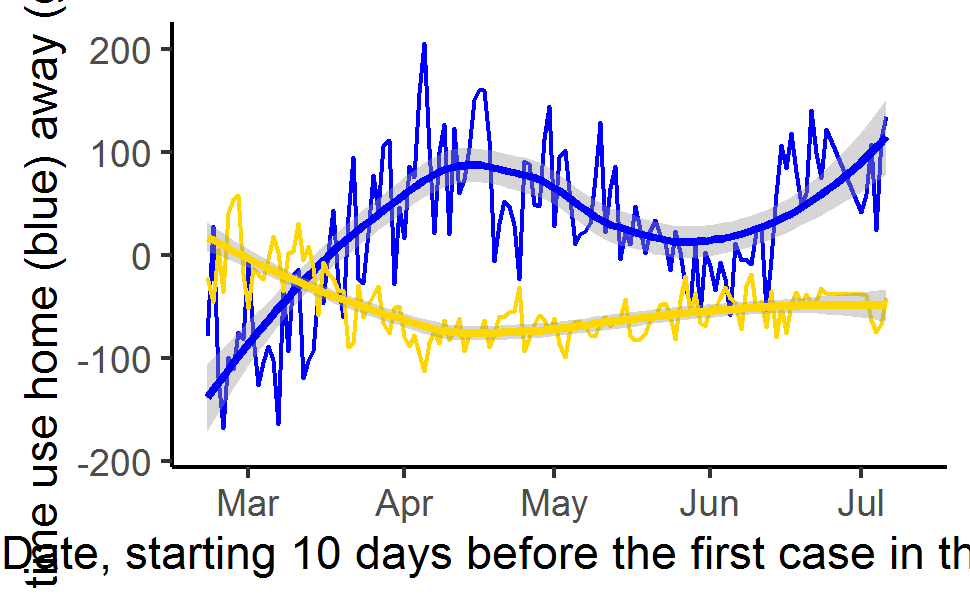 time use home (blue) away (g
200
100
0
-100
-200
Mar Apr May Jun Jul
Date, starting 10 days before the first case in th